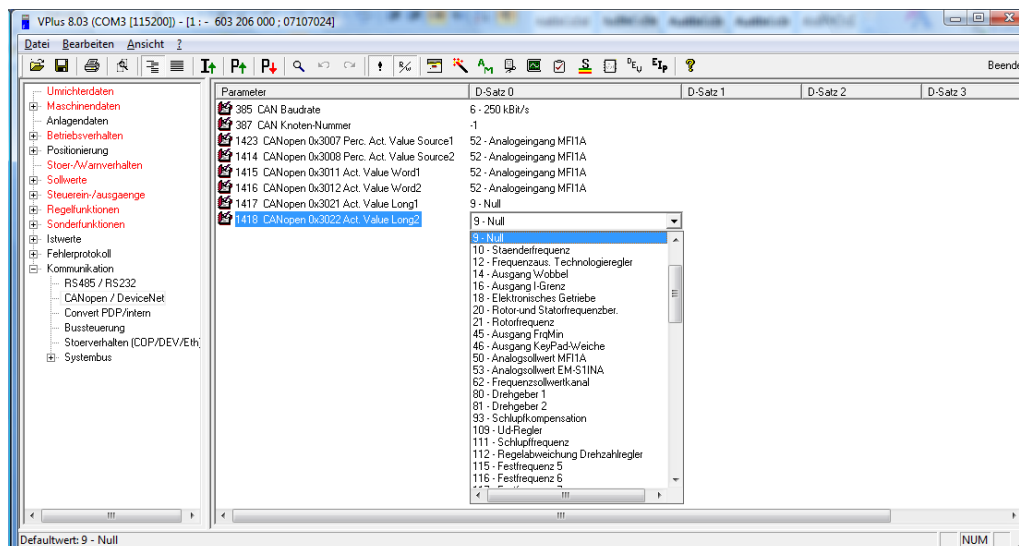 VPlus 8.03 (COM3 [115200]) - [1 : - 603 206 000 ; 07107024]
Datei Bearbeiten Ansicht ?
Beende
Umrichterdaten
Maschinendaten
Anlagendaten
Betriebsverhalten
Positionierung
Stoer-/Warnverhalten
Sollwerte
Steuerein-/ausgaenge
Regelfunktionen
Sonderfunktionen
Istwerte
Fehlerprotokoll
Kommunikation
RS485 / RS232
CANopen / DeviceNet
Convert PDP/intern
Bussteuerung
Stoerverhalten (COP/DEV/Eth)
Systembus
Parameter D-Satz 0 D-Satz 1 D-Satz 2 D-Satz 3
385 CAN Baudrate 6 - 250 kBit/s
387 CAN Knoten-Nummer -1
1423 CANopen 0x3007 Perc. Act. Value Source1 52 - Analogeingang MFI1A
1414 CANopen 0x3008 Perc. Act. Value Source2 52 - Analogeingang MFI1A
1415 CANopen 0x3011 Act. Value Word1 52 - Analogeingang MFI1A
1416 CANopen 0x3012 Act. Value Word2 52 - Analogeingang MFI1A
1417 CANopen 0x3021 Act. Value Long1 9 - Null
1418 CANopen 0x3022 Act. Value Long2 9 - Null
9 - Null
10 - Staenderfrequenz
12 - Frequenzaus. Technologieregler
14 - Ausgang Wobbel
16 - Ausgang I-Grenz
18 - Elektronisches Getriebe
20 - Rotor-und Statorfrequenzber.
21 - Rotorfrequenz
45 - Ausgang FrqMin
46 - Ausgang KeyPad-Weiche
50 - Analogsollwert MFI1A
53 - Analogsollwert EM-S1INA
62 - Frequenzsollwertkanal
80 - Drehgeber 1
81 - Drehgeber 2
93 - Schlupfkompensation
109 - Ud-Regler
111 - Schlupffrequenz
112 - Regelabweichung Drehzahlregler
115 - Festfrequenz 5
116 - Festfrequenz 6
Defaultwert: 9 - Null NUM